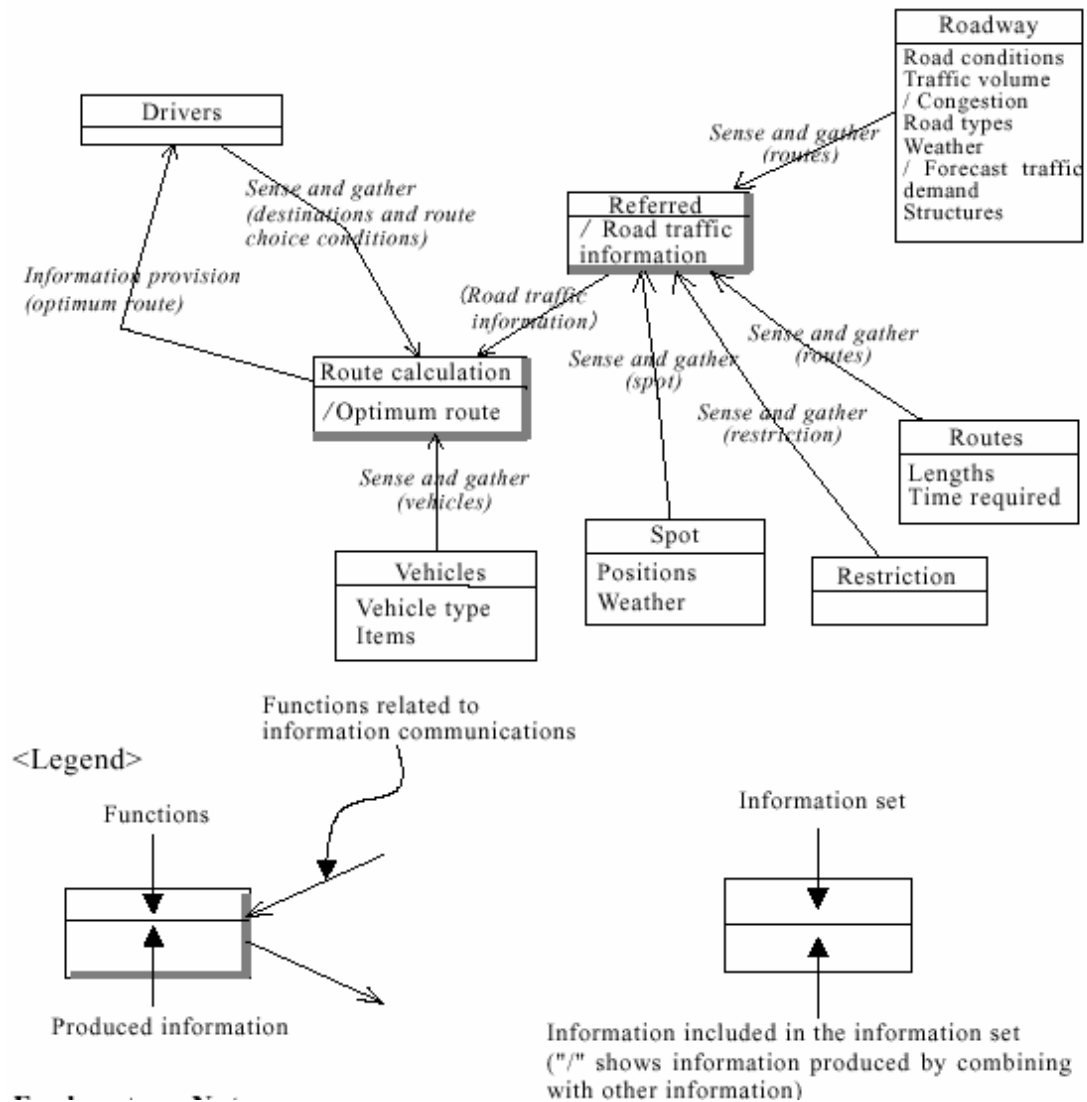 Roadway
Road conditions
Traffic volume
/ Congestion
Road types
Weather
/ Forecast traffic
demand
Structures
Drivers
Sense and gather
(routes)
Sense and gather
(destinations and route
choice conditions)
Referred
/ Road traffic
information
Information provision
(optimum route)
(Road traffic
information)
Sense and gather
(routes)
Sense and gather
(spot)
Route calculation
/Optimum route
Sense and gather
(restriction)
Routes
Lengths
Time required
Sense and gather
(vehicles)
Spot
Positions
Weather
Vehicles
Vehicle type
Items
Restriction
Functions related to
information communications
<Legend>
Functions
Information set
Produced information
Information included in the information set
("/" shows information produced by combining
with other information)